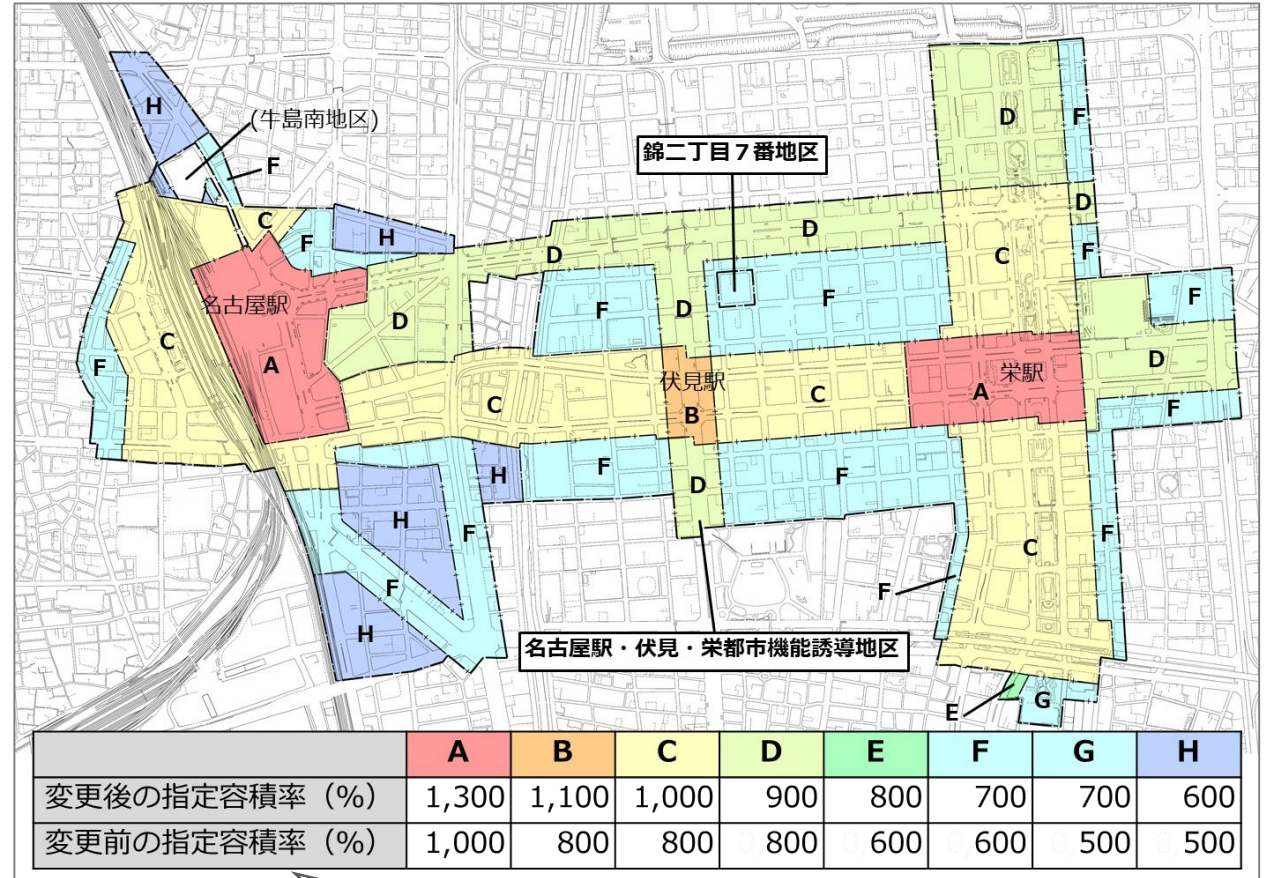 H
(牛島南地区)
F
錦二丁目7番地区
D
F
C
F
H
D
D
D
F
C
F
名古屋駅
D
F
D
F
F
C
F
A
C
伏見駅
B
C
A
栄駅
D
F
H
F
D
F
H
F
F
C
F
F
H
名古屋駅・伏見・栄都市機能誘導地区
E
G
A B C D E F G H
変更後の指定容積率(%) 1,300 1,100 1,000 900 800 700 700 600
変更前の指定容積率(%) 1,000 800 800 800 600 600 500 500